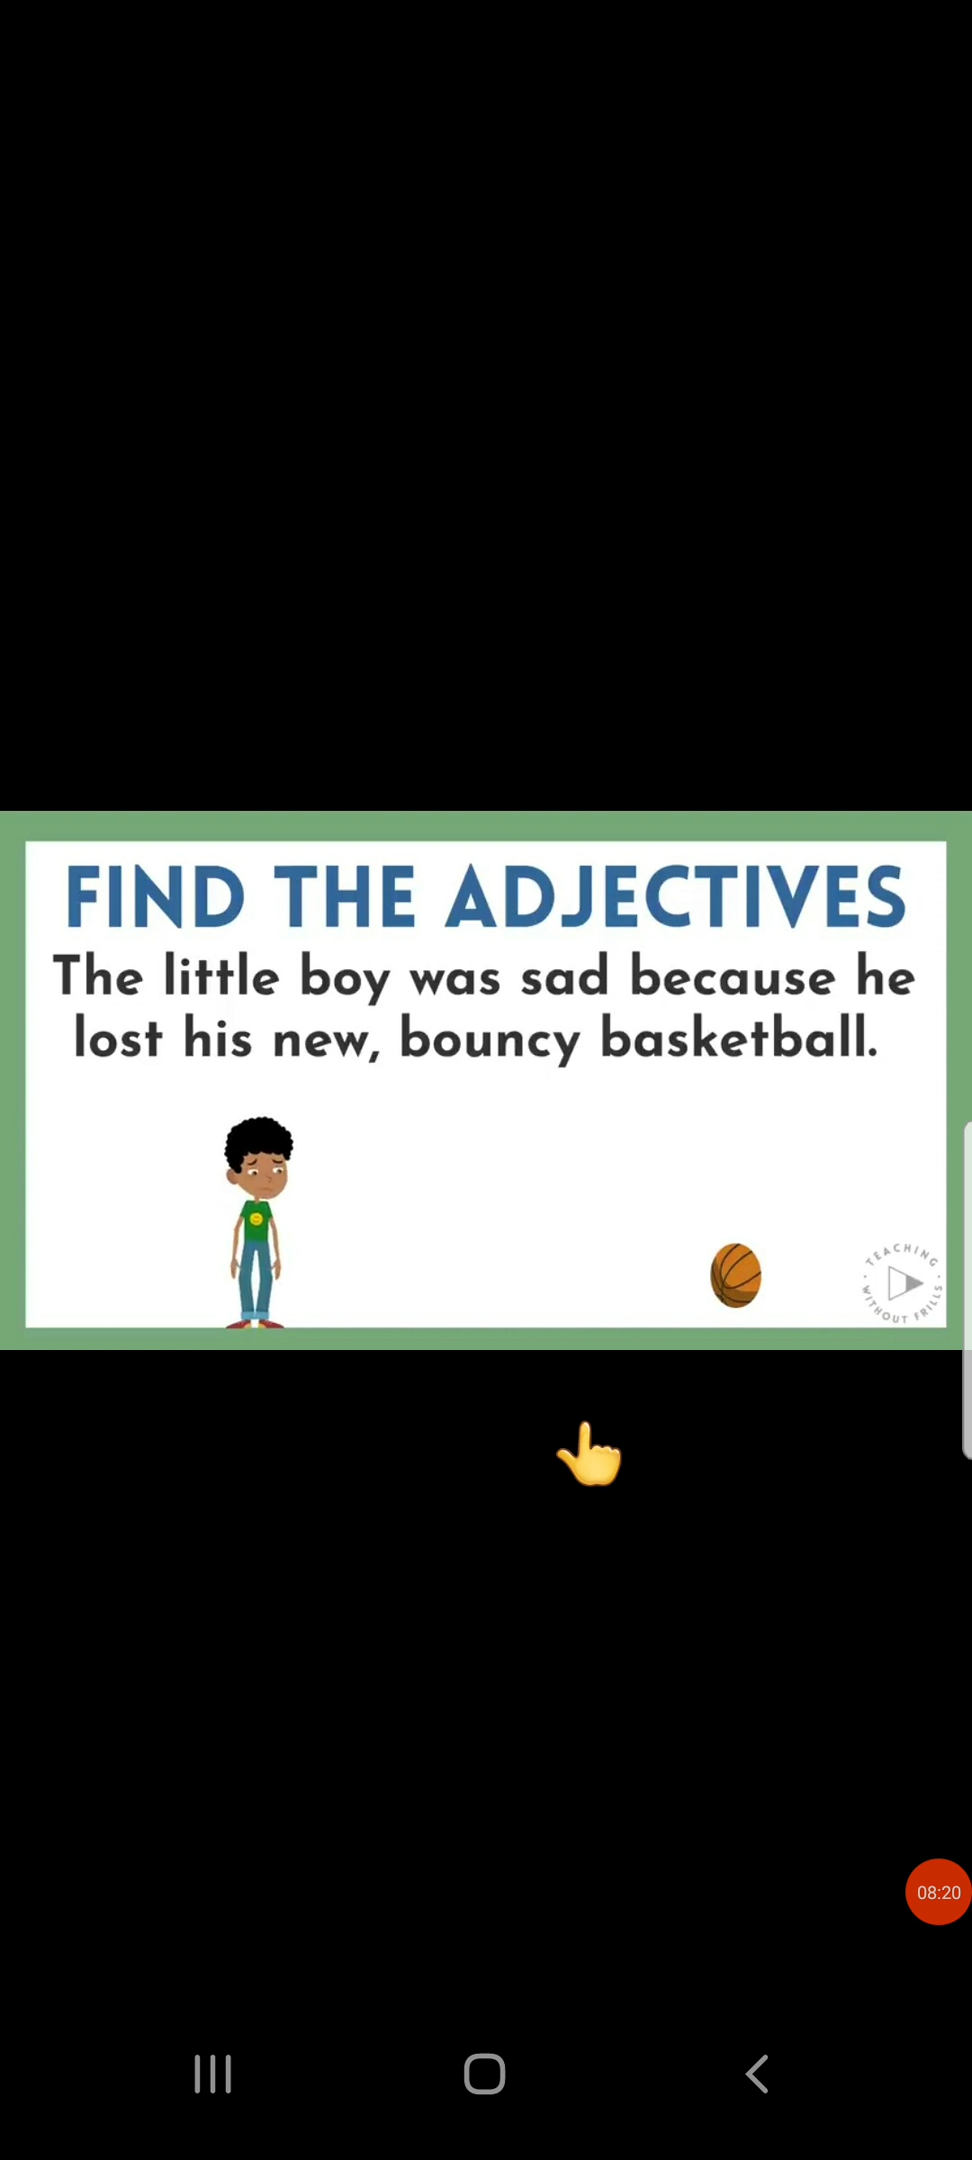 FIND THE ADJECTIVES
The little boy was sad because he
lost his new, bouncy basketball.
TEACHING
WITHOUT FRILLS
08:20